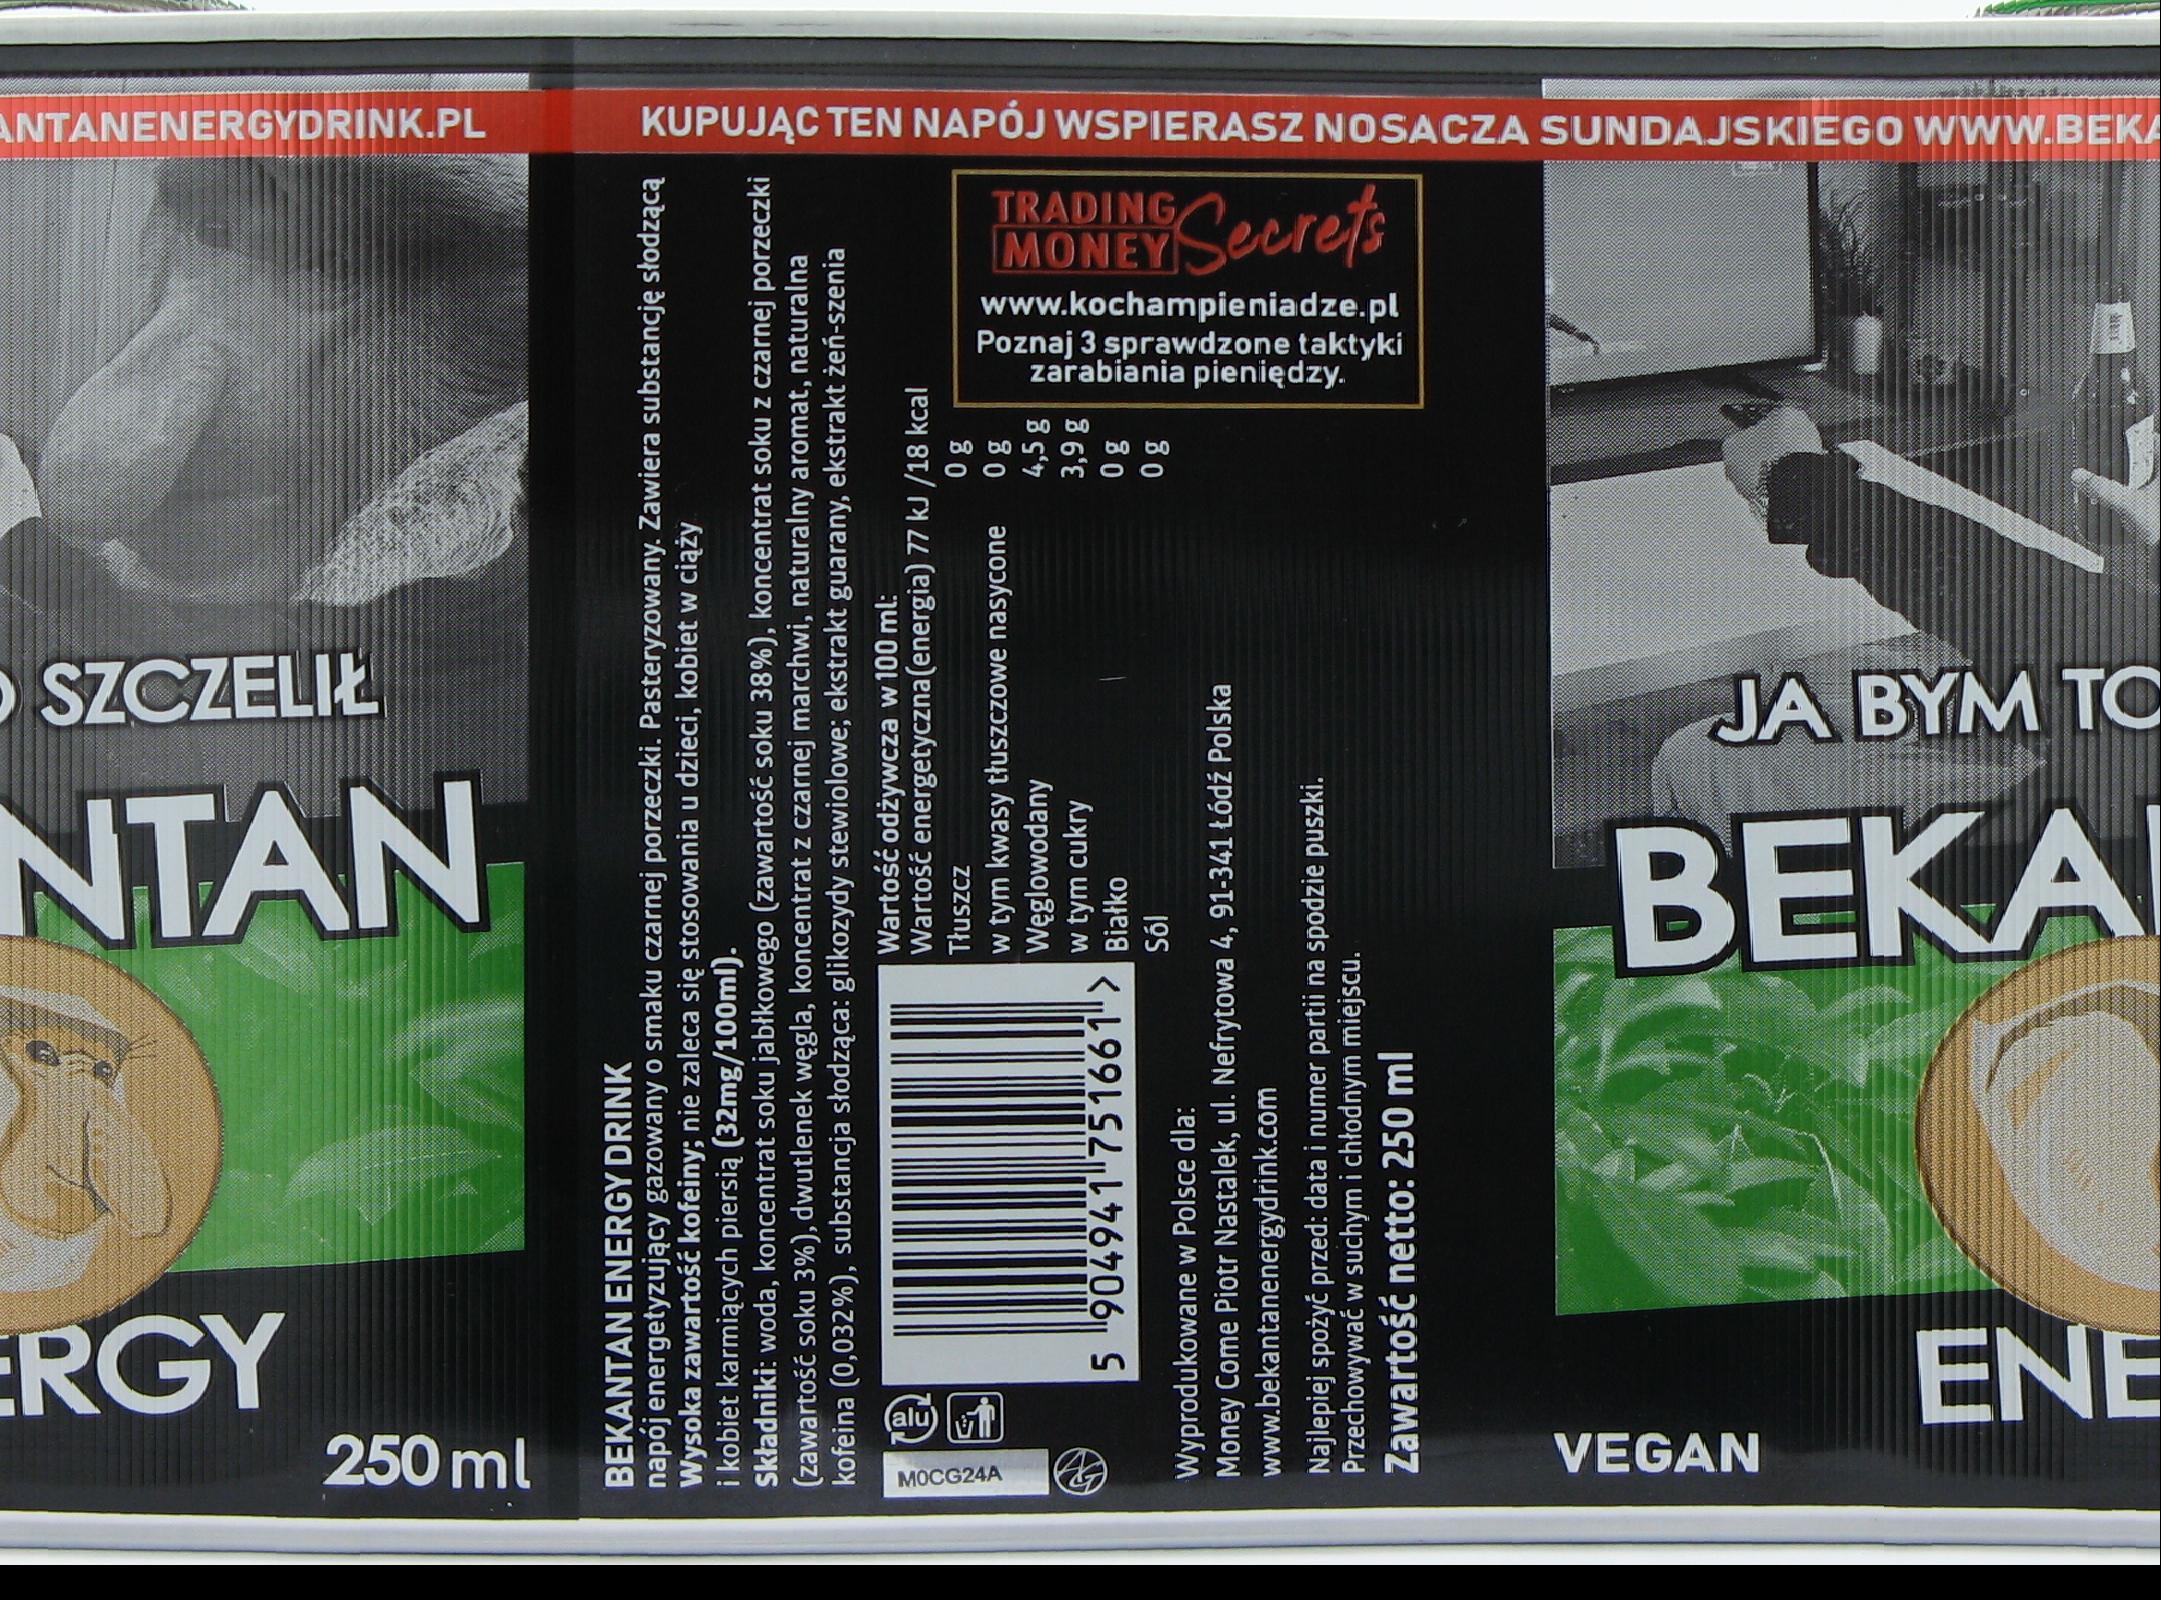 ANTANENERGYDRINK.PL
KUPUJĄC TEN NAPÓJ WSPIERASZ NOSACZA SUNDAJSKIEGO WWW.BEKA
TRADING
MONEY Secrets
www.kochampieniadze.pl
Poznaj 3 sprawdzone taktyki
zarabiania pieniędzy.
BEKANTAN ENERGY DRINK
napój energetyzujący gazowany o smaku czarnej porzeczki. Pasteryzowany. Zawiera substancję słodzącą
Wysoka zawartość kofeiny; nie zaleca się stosowania u dzieci, kobiet w ciąży
i kobiet karmiących piersią (32mg/100ml).
Składniki: woda, koncentrat soku jabłkowego (zawartość soku 38%), koncentrat soku z czarnej porzeczki
(zawartość soku 3%), dwutlenek węgla, koncentrat z czarnej marchwi, naturalny aromat, naturalna
kofeina (0,032%), substancja słodząca: glikozydy stewiolowe; ekstrakt guarany, ekstrakt żeń-szenia
Wartość odżywcza w 100 ml:
Wartość energetyczna(energia) 77 kJ /18 kcal
Tłuszcz 0 g
w tym kwasy tłuszczowe nasycone 0 g
Węglowodany 4,5 g
w tym cukry 3,9 g
Białko 0 g
Sól 0 g
5 904941 751661 >
alu
M0CG24A
Wyprodukowane w Polsce dla:
Money Come Piotr Nastałek, ul. Nefrytowa 4, 91-341 Łódź Polska
www.bekantanenergydrink.com
Najlepiej spożyć przed: data i numer partii na spodzie puszki.
Przechowywać w suchym i chłodnym miejscu.
Zawartość netto: 250 ml
O SZCZELIŁ
NTAN
ERGY
250 ml
JA BYM TO
BEKA
ENE
VEGAN